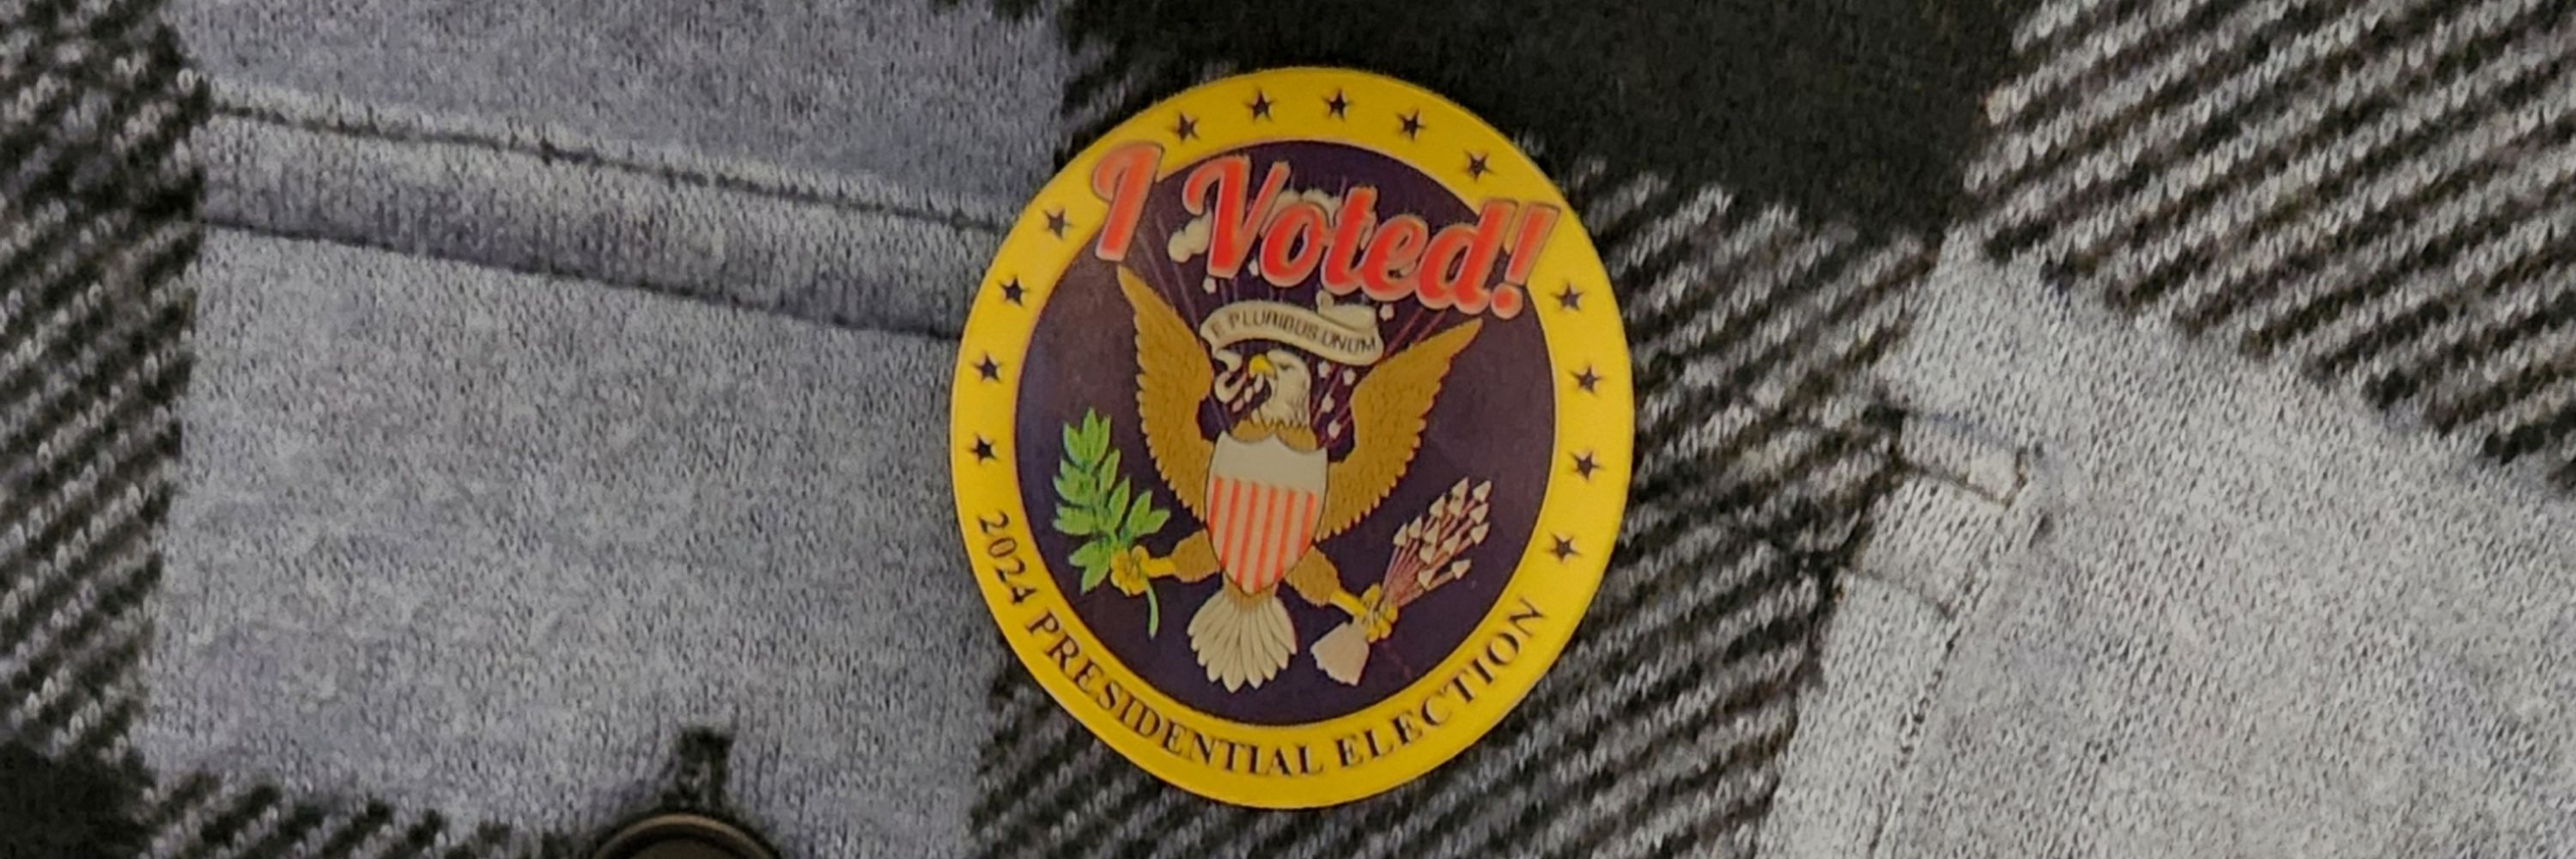 I Voted!
E PLURIBUS UNUM
2024 PRESIDENTIAL ELECTION